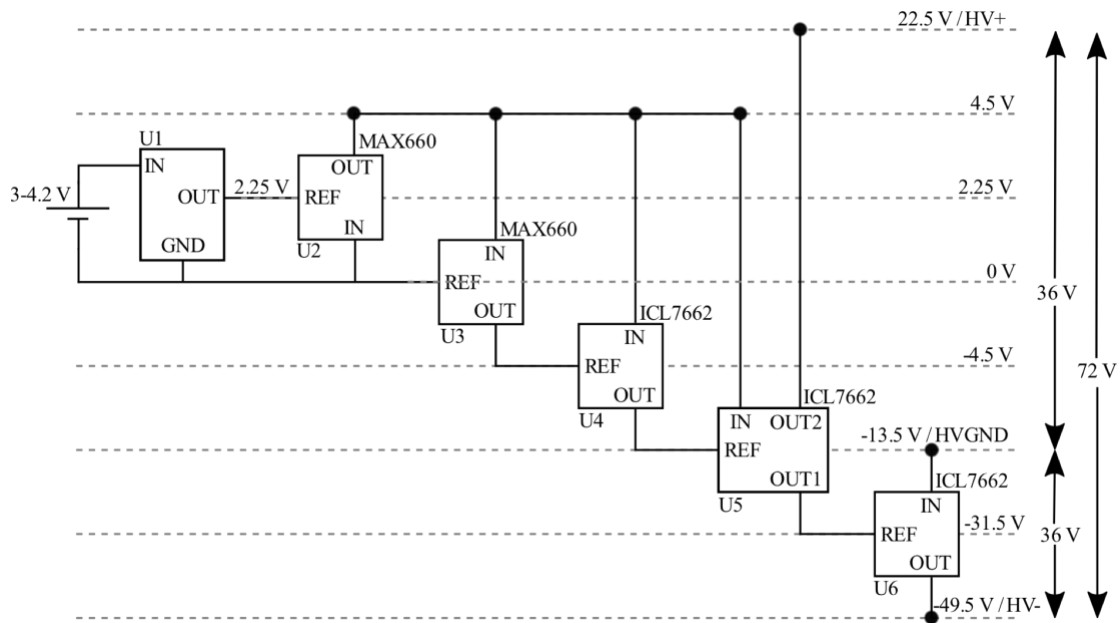 22.5 V /HV+
4.5 V
U1
MAX660
IN
OUT
3-4.2 V
OUT
2.25 V
REF
2.25 V
MAX660
GND
IN
U2
IN
0 V
REF
36 V
OUT
ICL7662
U3
IN
-4.5 V
REF
72 V
OUT
ICL7662
U4
IN
OUT2
-13.5 V /HVGND
REF
OUT1
ICL7662
U5
IN
-31.5 V
REF
36 V
OUT
U6
-49.5 V /HV-